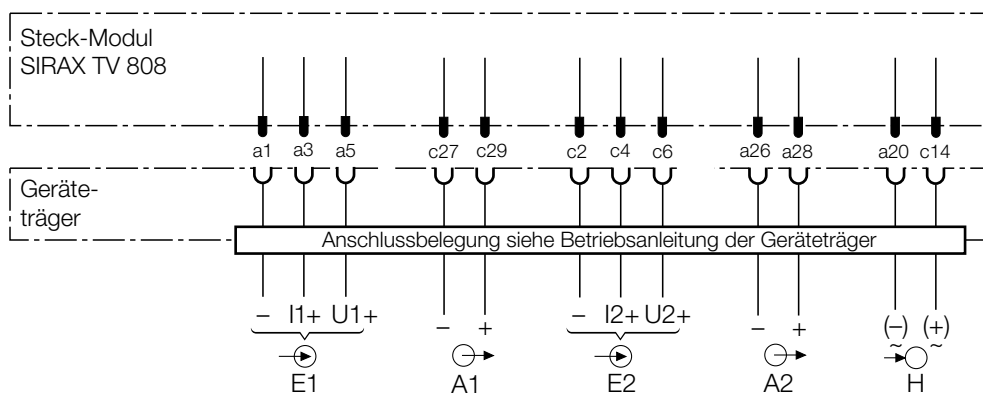 Steck-Modul
SIRAX TV 808
a1 a3 a5 c27 c29 c2 c4 c6 a26 a28 a20 c14
Geräte-
träger
Anschlussbelegung siehe Betriebsanleitung der Geräteträger
– I1+ U1+ – + – I2+ U2+ – + (–) (+)
~ ~
E1 A1 E2 A2 H